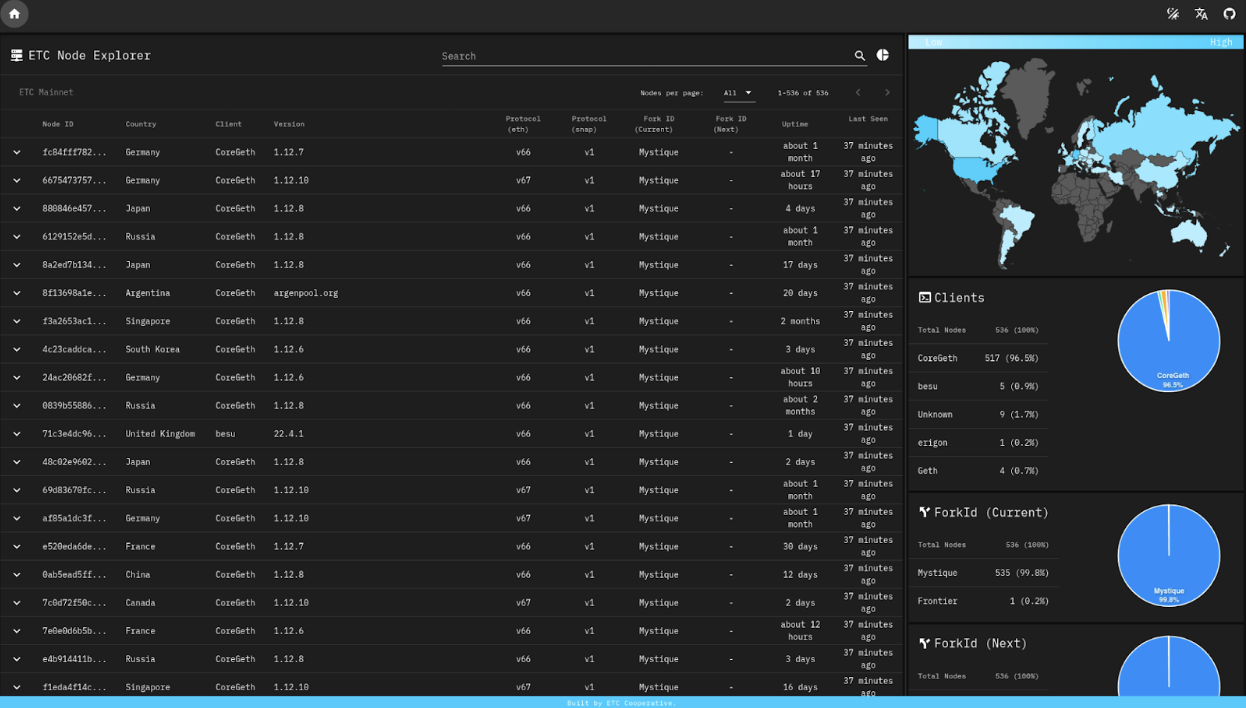 ETC Node Explorer
Search
ETC Mainnet
Nodes per page: All 1-536 of 536
Node ID Country Client Version Protocol (eth) Protocol (snap) Fork ID (Current) Fork ID (Next) Uptime Last Seen
fc84fff782... Germany CoreGeth 1.12.7 v66 v1 Mystique - about 1 month 37 minutes ago
6675473757... Germany CoreGeth 1.12.10 v67 v1 Mystique - about 17 hours 37 minutes ago
880846e457... Japan CoreGeth 1.12.8 v66 v1 Mystique - 4 days 37 minutes ago
6129152e5d... Russia CoreGeth 1.12.8 v66 v1 Mystique - about 1 month 37 minutes ago
8a2ed7b134... Japan CoreGeth 1.12.8 v66 v1 Mystique - 17 days 37 minutes ago
8f13698a1e... Argentina CoreGeth argenpool.org v66 v1 Mystique - 20 days 37 minutes ago
f3a2653ac1... Singapore CoreGeth 1.12.8 v66 v1 Mystique - 2 months 37 minutes ago
4c23caddca... South Korea CoreGeth 1.12.6 v66 v1 Mystique - 3 days 37 minutes ago
24ac20682f... Germany CoreGeth 1.12.6 v66 v1 Mystique - about 10 hours 37 minutes ago
0839b55886... Russia CoreGeth 1.12.8 v66 v1 Mystique - about 2 months 37 minutes ago
71c3e4dc96... United Kingdom besu 22.4.1 v66 v1 Mystique - 1 day 37 minutes ago
48c02e9602... Japan CoreGeth 1.12.8 v66 v1 Mystique - 2 days 37 minutes ago
69d83670fc... Russia CoreGeth 1.12.10 v67 v1 Mystique - about 1 month 37 minutes ago
af85a1dc3f... Germany CoreGeth 1.12.10 v67 v1 Mystique - about 1 month 37 minutes ago
e520eda6de... France CoreGeth 1.12.7 v66 v1 Mystique - 30 days 37 minutes ago
0ab5ead5ff... China CoreGeth 1.12.8 v66 v1 Mystique - 12 days 37 minutes ago
7c0d72f50c... Canada CoreGeth 1.12.10 v67 v1 Mystique - 2 days 37 minutes ago
7e0e0d6b5b... France CoreGeth 1.12.6 v66 v1 Mystique - about 12 hours 37 minutes ago
e4b914411b... Russia CoreGeth 1.12.8 v66 v1 Mystique - 3 days 37 minutes ago
f1eda4f14c... Singapore CoreGeth 1.12.10 v67 v1 Mystique - 16 days 37 minutes ago
Low High
Clients
Total Nodes 536 (100%)
CoreGeth 517 (96.5%)
besu 5 (0.9%)
Unknown 9 (1.7%)
erigon 1 (0.2%)
Geth 4 (0.7%)
CoreGeth
96.5%
ForkId (Current)
Total Nodes 536 (100%)
Mystique 535 (99.8%)
Frontier 1 (0.2%)
Mystique
99.8%
ForkId (Next)
Total Nodes 536 (100%)
Built by ETC Cooperative.